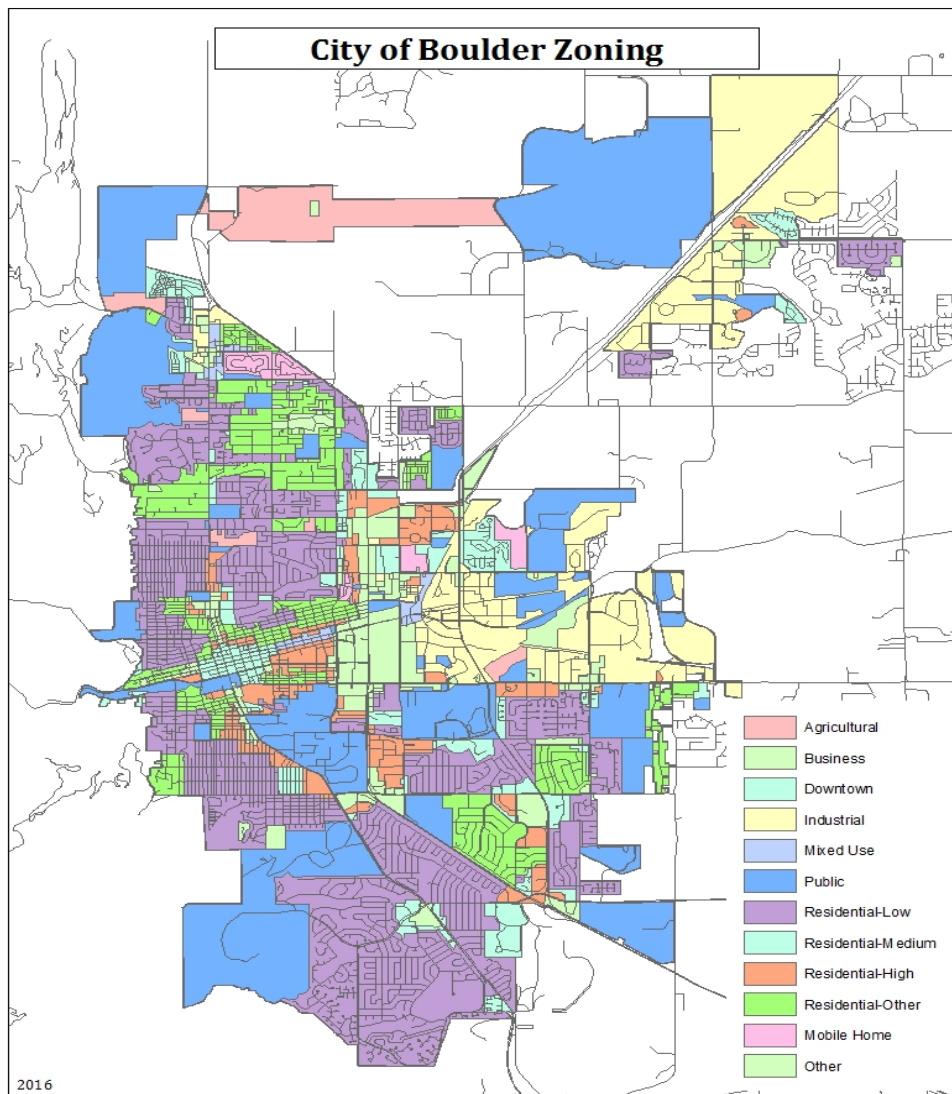 City of Boulder Zoning
Agricultural
Business
Downtown
Industrial
Mixed Use
Public
Residential-Low
Residential-Medium
Residential-High
Residential-Other
Mobile Home
Other
2016